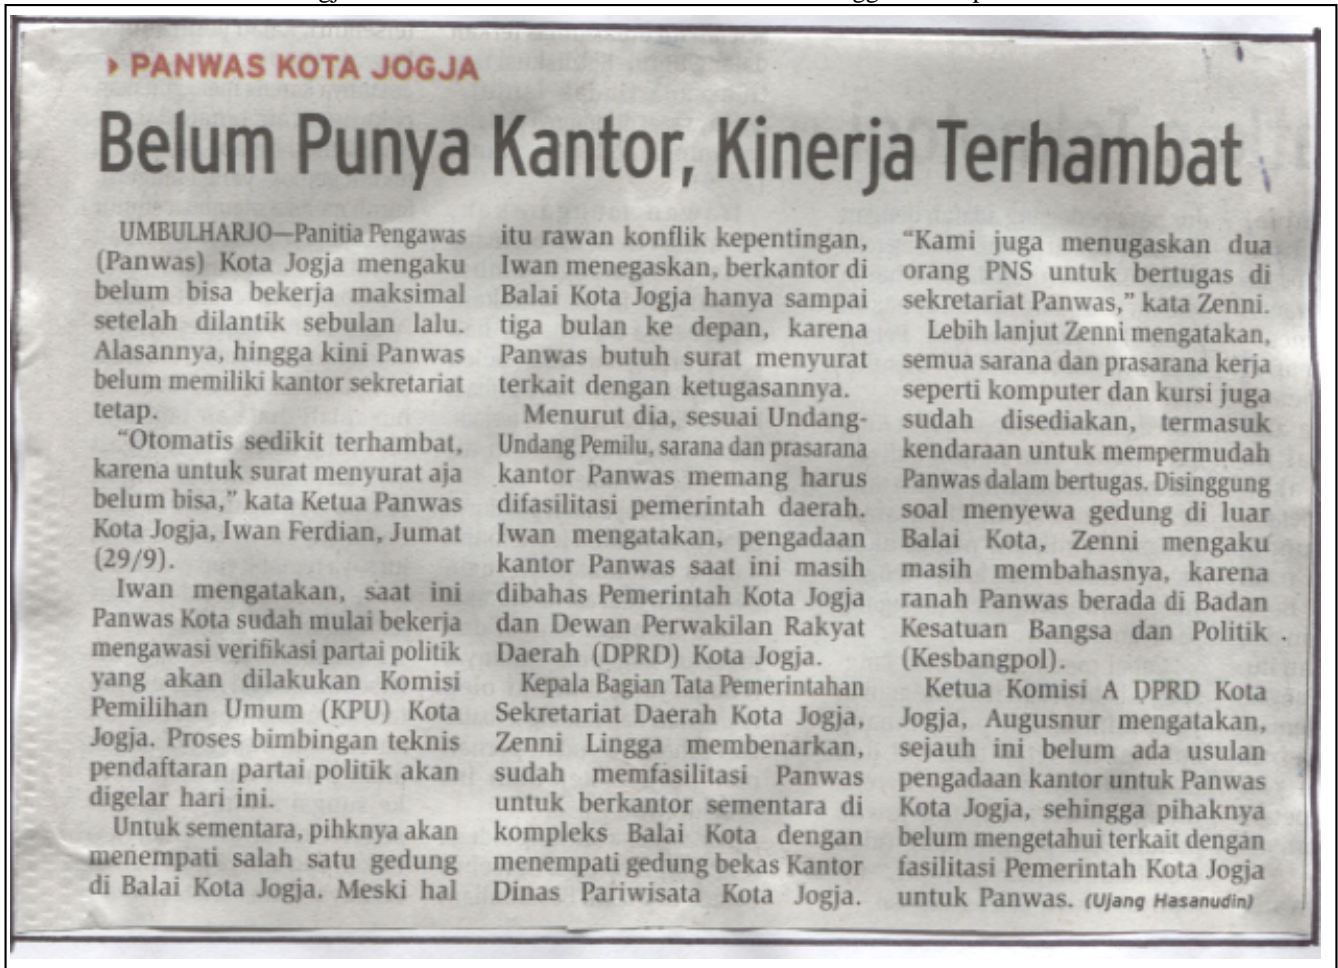 PANWAS KOTA JOGJA
Belum Punya Kantor, Kinerja Terhambat
UMBULHARJO—Panitia Pengawas
(Panwas) Kota Jogja mengaku
belum bisa bekerja maksimal
setelah dilantik sebulan lalu.
Alasannya, hingga kini Panwas
belum memiliki kantor sekretariat
tetap.
“Otomatis sedikit terhambat,
karena untuk surat menyurat aja
belum bisa,” kata Ketua Panwas
Kota Jogja, Iwan Ferdian, Jumat
(29/9).
Iwan mengatakan, saat ini
Panwas Kota sudah mulai bekerja
mengawasi verifikasi partai politik
yang akan dilakukan Komisi
Pemilihan Umum (KPU) Kota
Jogja. Proses bimbingan teknis
pendaftaran partai politik akan
digelar hari ini.
Untuk sementara, pihknya akan
menempati salah satu gedung
di Balai Kota Jogja. Meski hal
itu rawan konflik kepentingan,
Iwan menegaskan, berkantor di
Balai Kota Jogja hanya sampai
tiga bulan ke depan, karena
Panwas butuh surat menyurat
terkait dengan ketugasannya.
Menurut dia, sesuai Undang-
Undang Pemilu, sarana dan prasarana
kantor Panwas memang harus
difasilitasi pemerintah daerah.
Iwan mengatakan, pengadaan
kantor Panwas saat ini masih
dibahas Pemerintah Kota Jogja
dan Dewan Perwakilan Rakyat
Daerah (DPRD) Kota Jogja.
Kepala Bagian Tata Pemerintahan
Sekretariat Daerah Kota Jogja,
Zenni Lingga membenarkan,
sudah memfasilitasi Panwas
untuk berkantor sementara di
kompleks Balai Kota dengan
menempati gedung bekas Kantor
Dinas Pariwisata Kota Jogja.
“Kami juga menugaskan dua
orang PNS untuk bertugas di
sekretariat Panwas,” kata Zenni.
Lebih lanjut Zenni mengatakan,
semua sarana dan prasarana kerja
seperti komputer dan kursi juga
sudah disediakan, termasuk
kendaraan untuk mempermudah
Panwas dalam bertugas. Disinggung
soal menyewa gedung di luar
Balai Kota, Zenni mengaku
masih membahasnya, karena
ranah Panwas berada di Badan
Kesatuan Bangsa dan Politik
(Kesbangpol).
Ketua Komisi A DPRD Kota
Jogja, Augusnur mengatakan,
sejauh ini belum ada usulan
pengadaan kantor untuk Panwas
Kota Jogja, sehingga pihaknya
belum mengetahui terkait dengan
fasilitasi Pemerintah Kota Jogja
untuk Panwas. (Ujang Hasanudin)